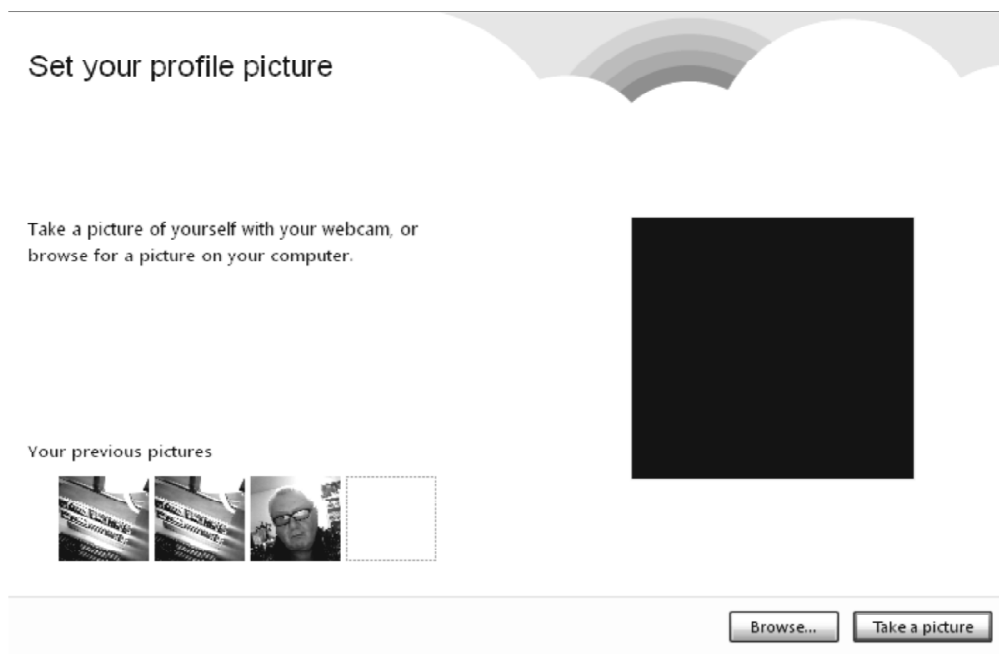 Set your profile picture
Take a picture of yourself with your webcam, or
browse for a picture on your computer.
Your previous pictures
Browse...
Take a picture